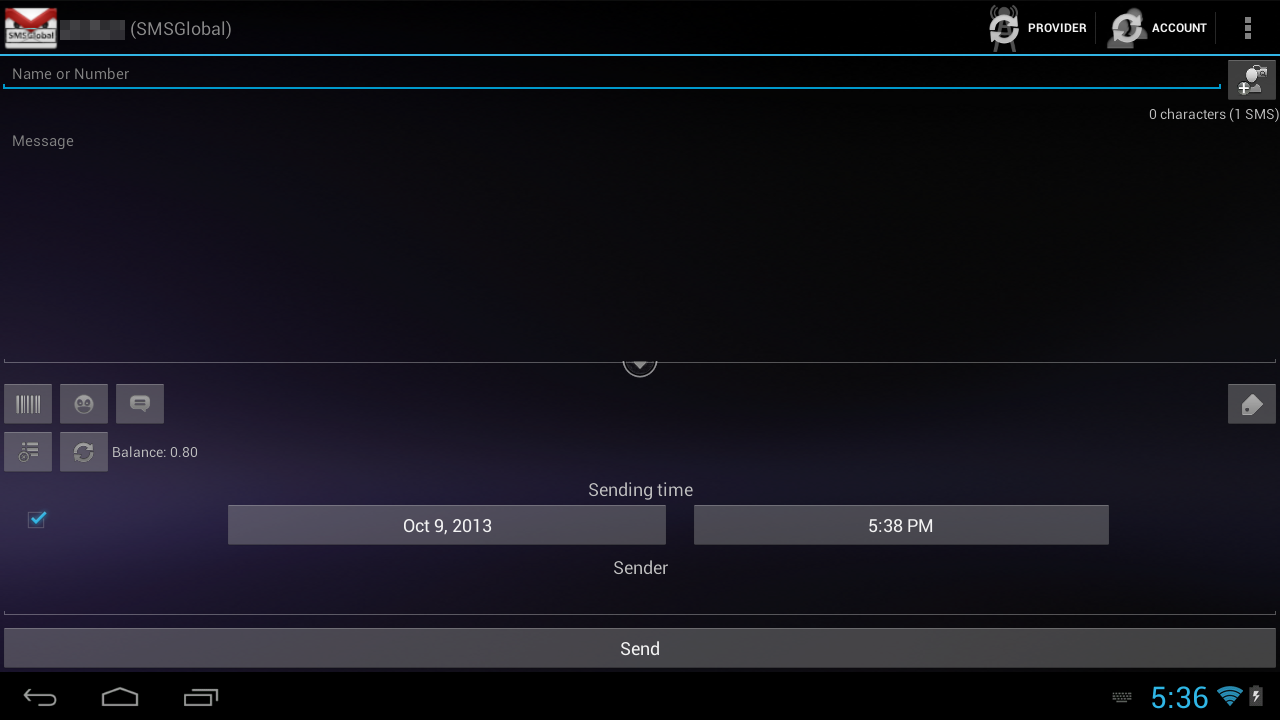 SMSGlobal
(SMSGlobal)
PROVIDER
ACCOUNT
Name or Number
0 characters (1 SMS)
Message
Balance: 0.80
Sending time
Oct 9, 2013
5:38 PM
Sender
Send
5:36